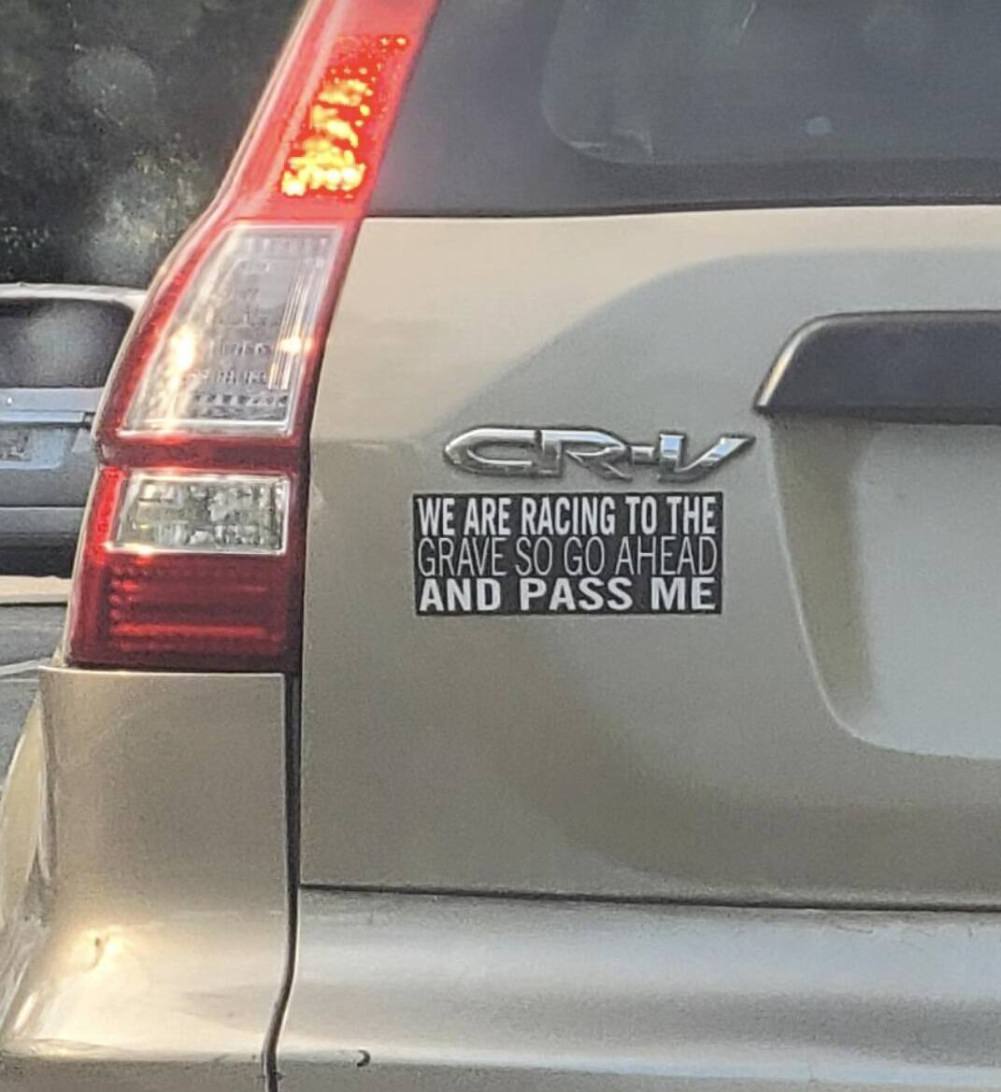 CR-V
WE ARE RACING TO THE
GRAVE SO GO AHEAD
AND PASS ME